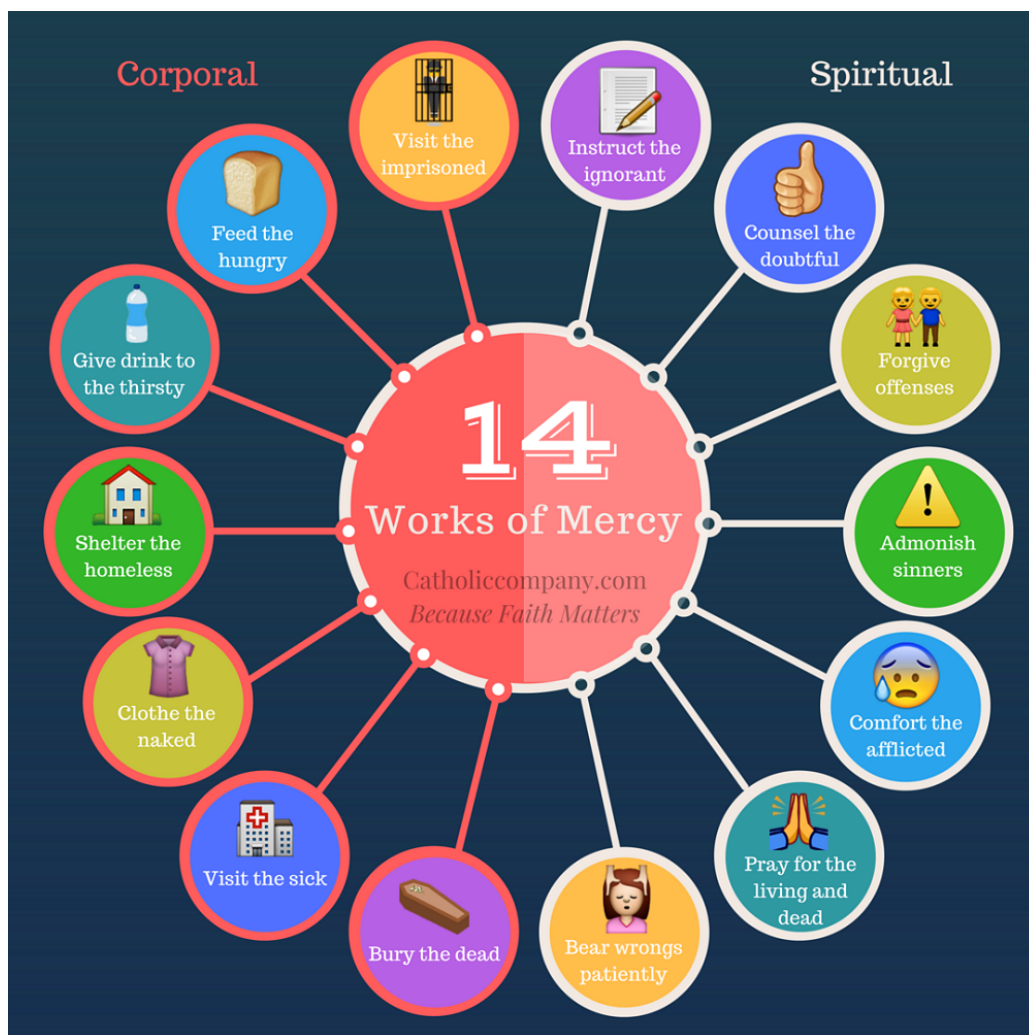 Corporal
Spiritual
Visit the
imprisoned
Instruct the
ignorant
Feed the
hungry
Counsel the
doubtful
Give drink to
the thirsty
Forgive
offenses
14
Works of Mercy
Catholiccompany.com
Because Faith Matters
Shelter the
homeless
Admonish
sinners
Clothe the
naked
Comfort the
afflicted
Visit the sick
Pray for the
living and
dead
Bury the dead
Bear wrongs
patiently